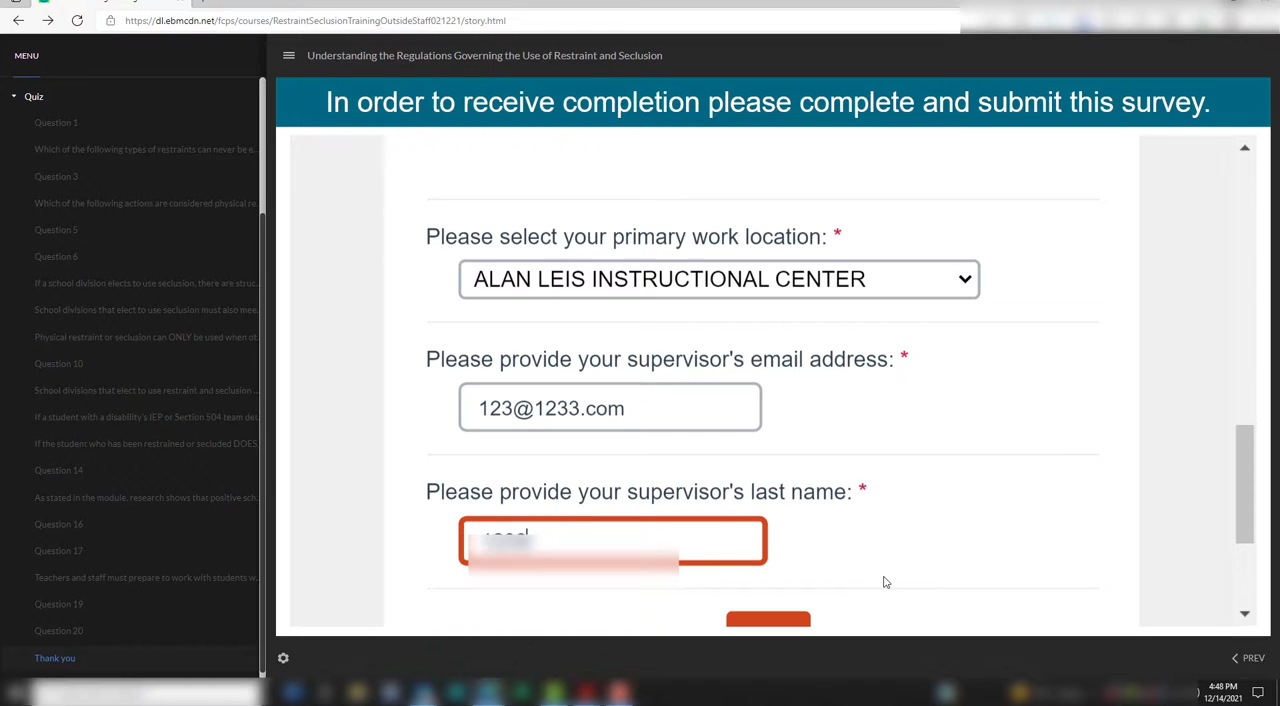 https://dl.ebmcdn.net/fcps/courses/RestraintSeclusionTrainingOutsideStaff021221/story.html
MENU
Understanding the Regulations Governing the Use of Restraint and Seclusion
Quiz
Question 1
Which of the following types of restraints can never be e...
Question 3
Which of the following actions are considered physical re...
Question 5
Question 6
If a school division elects to use seclusion, there are struc...
School divisions that elect to use seclusion must also mee...
Physical restraint or seclusion can ONLY be used when ot...
Question 10
School divisions that elect to use restraint and seclusion ...
If a student with a disability's IEP or Section 504 team det...
If the student who has been restrained or secluded DOES...
Question 14
As stated in the module, research shows that positive sch...
Question 16
Question 17
Teachers and staff must prepare to work with students w...
Question 19
Question 20
Thank you
In order to receive completion please complete and submit this survey.
Please select your primary work location: *
ALAN LEIS INSTRUCTIONAL CENTER
Please provide your supervisor's email address: *
123@1233.com
Please provide your supervisor's last name: *
PREV
4:48 PM
12/14/2021